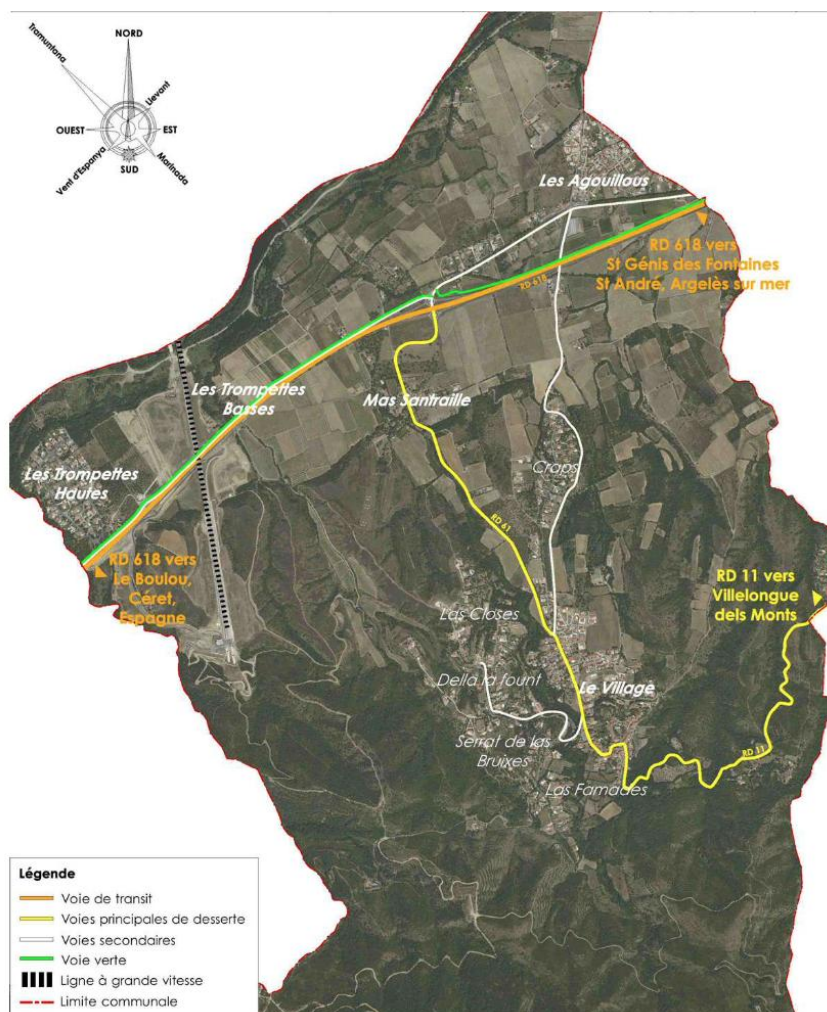 NORD
Tramuntana
Llevant
OUEST
EST
Vent d'Espanya
Marinada
SUD
Les Agouillous
RD 618 vers
St Génis des Fontaines
St André, Argelès sur mer
RD 618
Les Trompettes
Basses
Mas Santraille
Les Trompettes
Hautes
Craps
RD 61
RD 618 vers
Le Boulou,
Céret,
Espagne
RD 11 vers
Villelongue
dels Monts
Las Closes
Della la fount
Le Village
Serrat de las
Bruixes
RD 11
Las Famades
Légende
Voie de transit
Voies principales de desserte
Voies secondaires
Voie verte
Ligne à grande vitesse
Limite communale